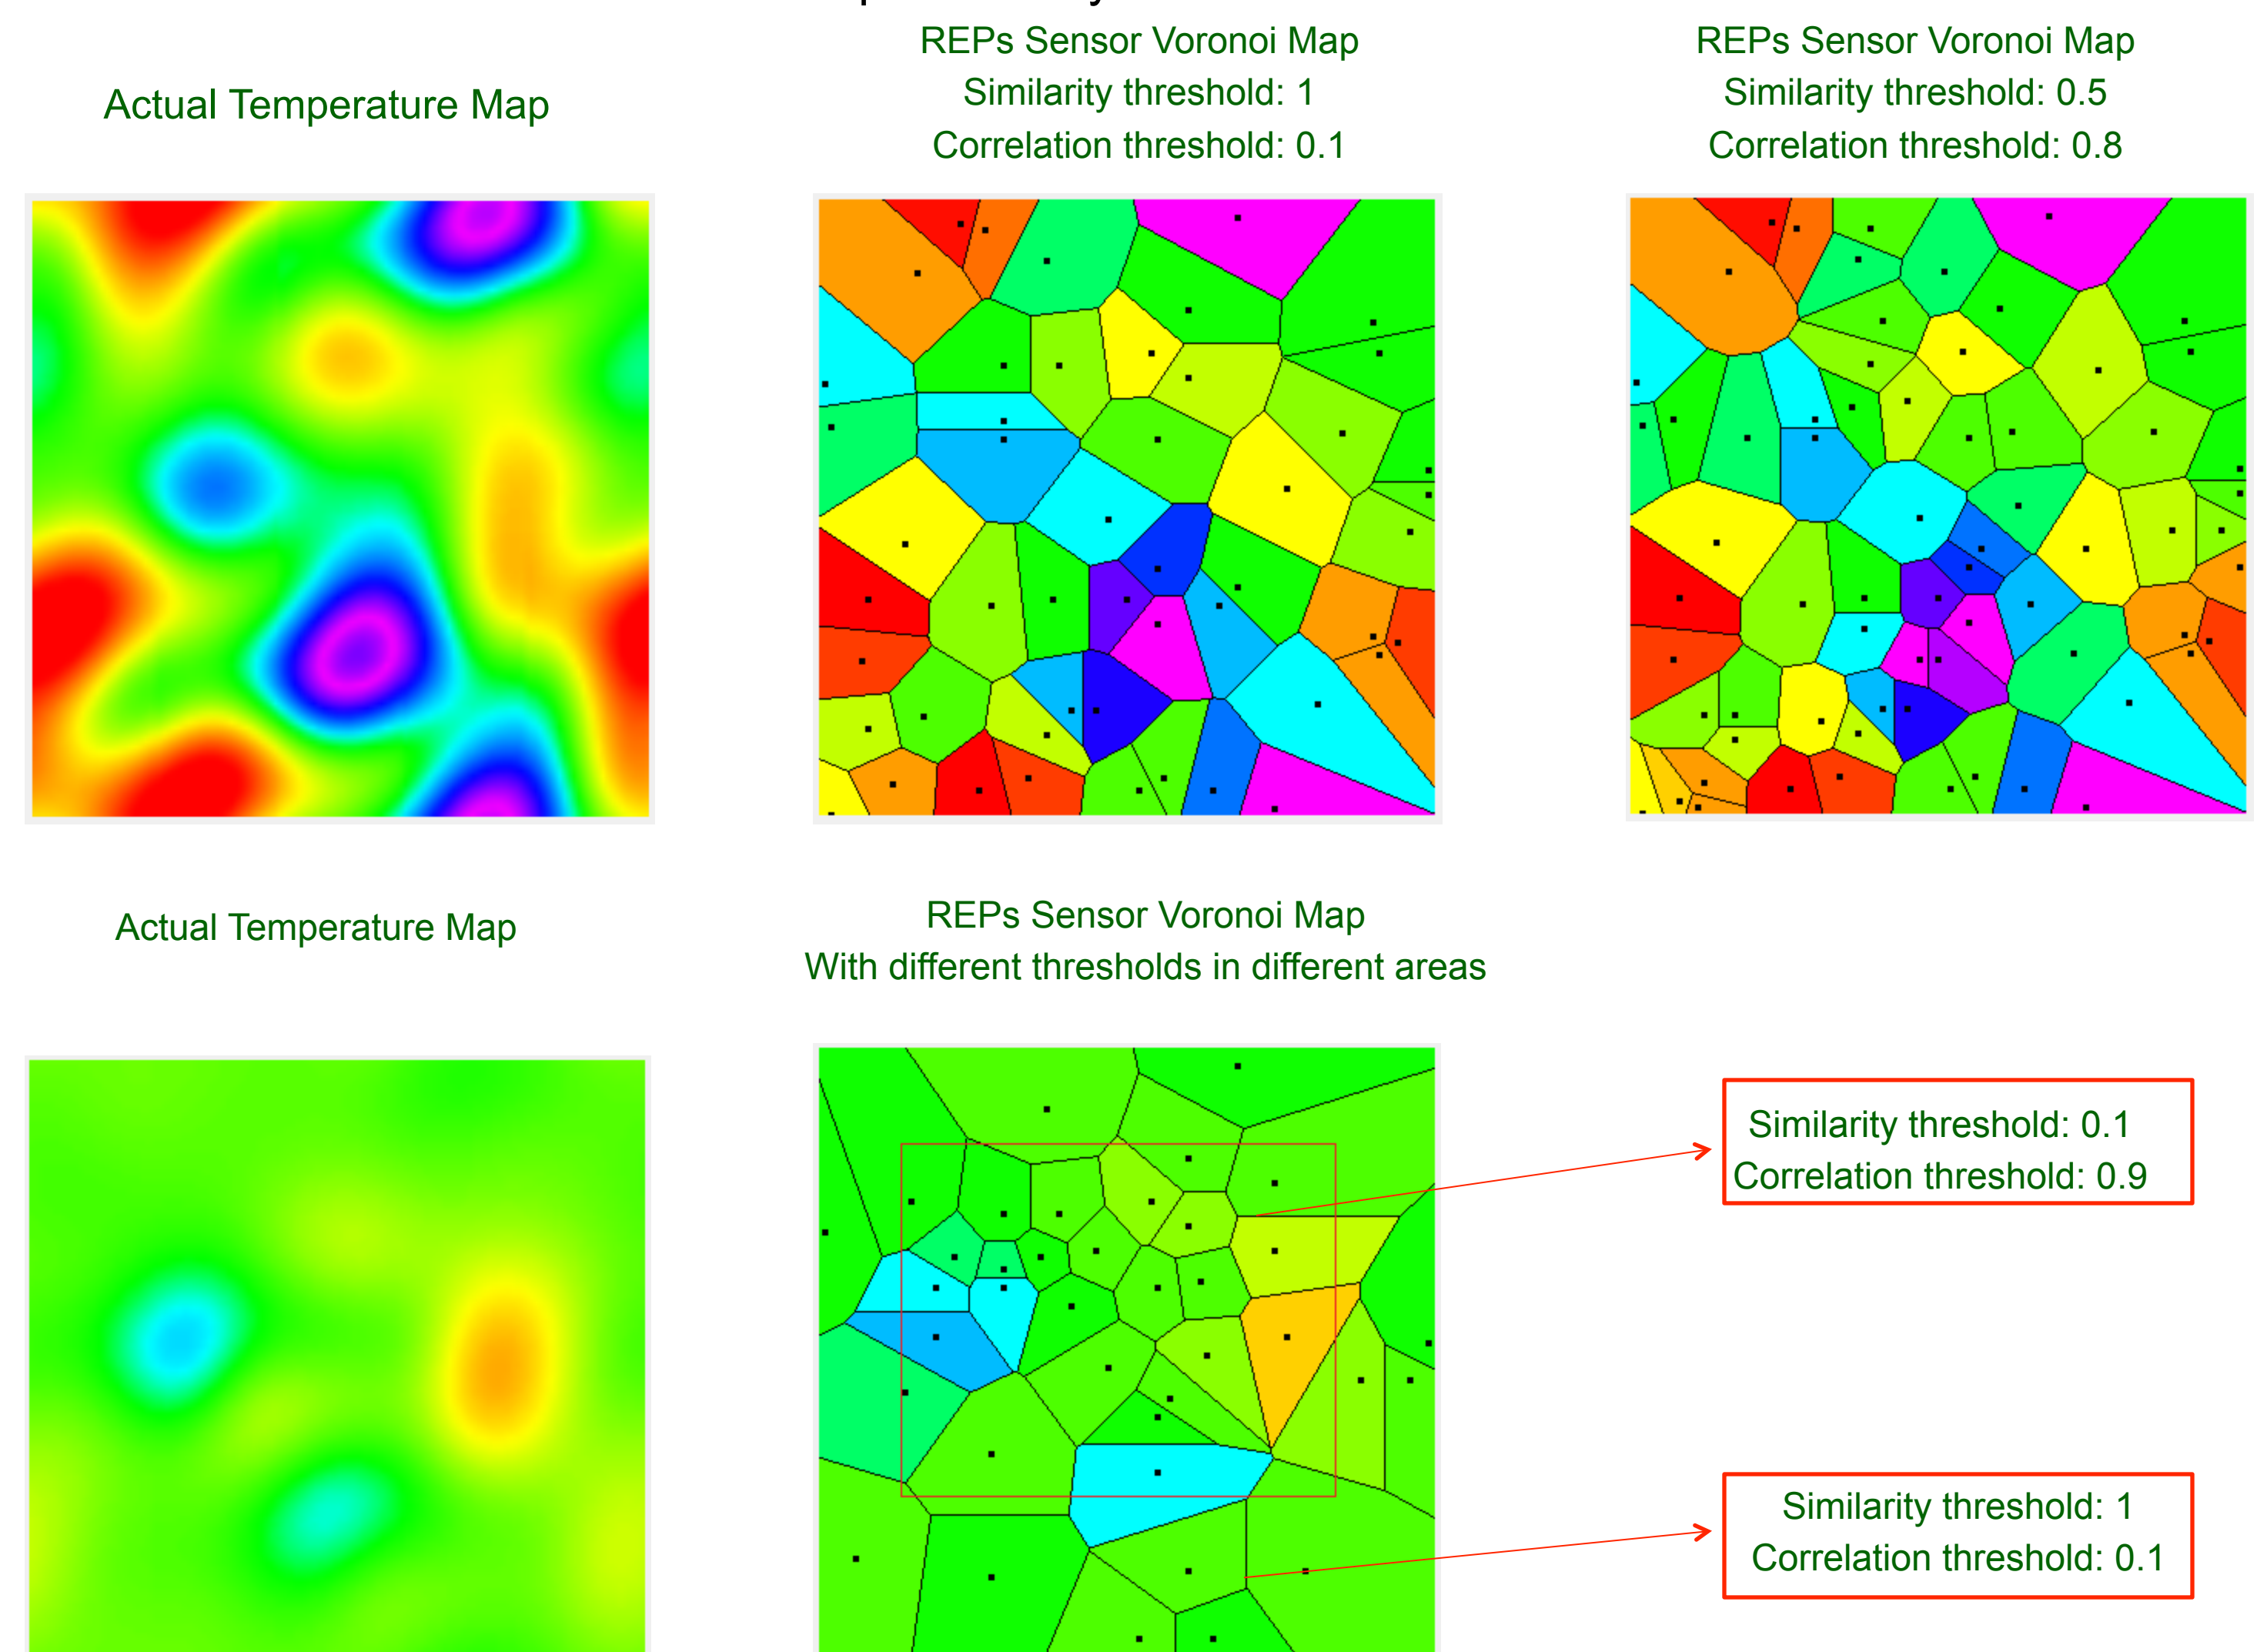 REPs Sensor Voronoi Map
Similarity threshold: 1
Correlation threshold: 0.1
REPs Sensor Voronoi Map
Similarity threshold: 0.5
Correlation threshold: 0.8
Actual Temperature Map
Actual Temperature Map
REPs Sensor Voronoi Map
With different thresholds in different areas
Similarity threshold: 0.1
Correlation threshold: 0.9
Similarity threshold: 1
Correlation threshold: 0.1